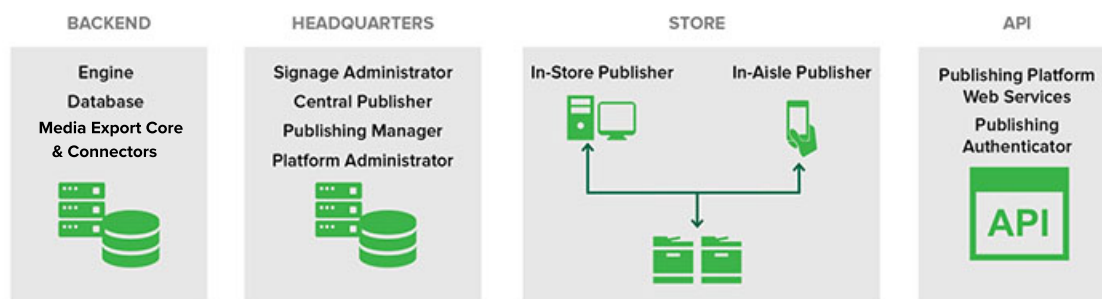 BACKEND
Engine
Database
Media Export Core
& Connectors
HEADQUARTERS
Signage Administrator
Central Publisher
Publishing Manager
Platform Administrator
STORE
In-Store Publisher
In-Aisle Publisher
API
Publishing Platform
Web Services
Publishing
Authenticator
API